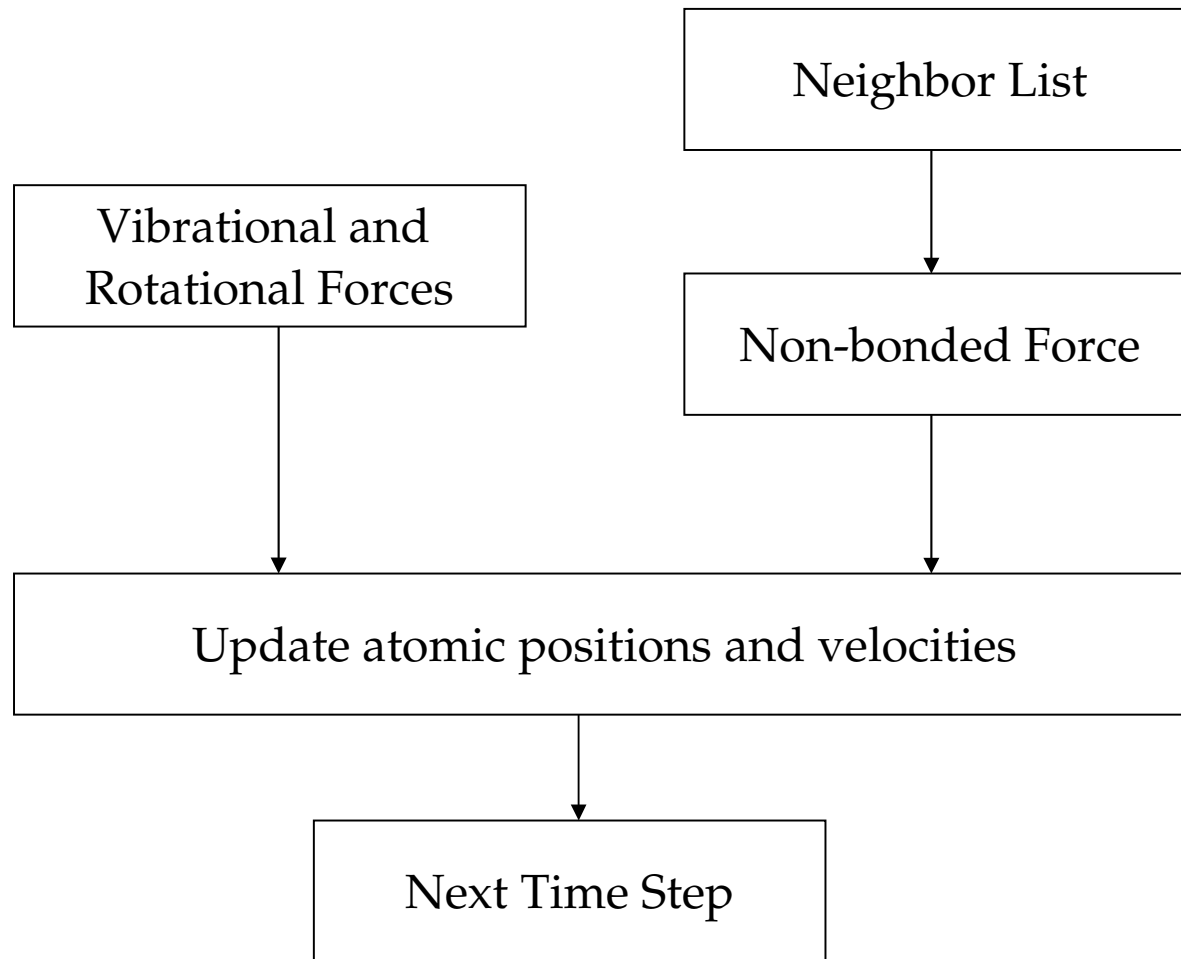 Neighbor List
Vibrational and
Rotational Forces
Non-bonded Force
Update atomic positions and velocities
Next Time Step